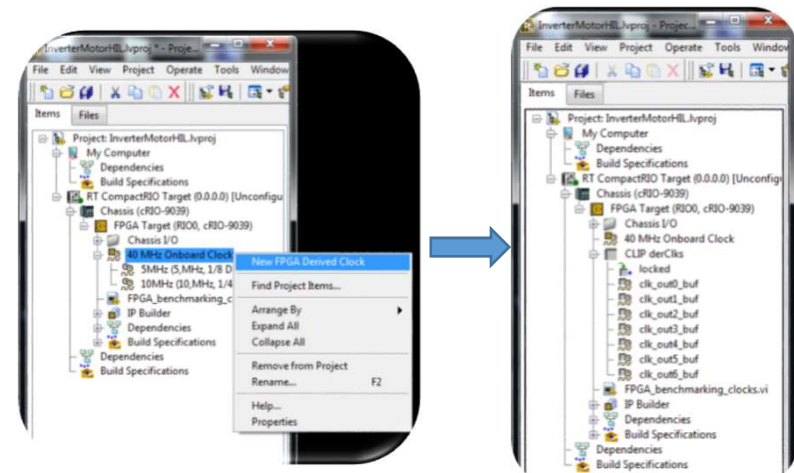 InverterMotorHIL.lvproj * - Proje...
File Edit View Project Operate Tools Window
Items Files
Project: InverterMotorHIL.lvproj
My Computer
Dependencies
Build Specifications
RT CompactRIO Target (0.0.0.0) [Unconfigu
Chassis (cRIO-9039)
FPGA Target (RIO0, cRIO-9039)
Chassis I/O
40 MHz Onboard Clock
5MHz (5,MHz, 1/8 D
10MHz (10,MHz, 1/4
FPGA_benchmarking_c
IP Builder
Dependencies
Build Specifications
Dependencies
Build Specifications
New FPGA Derived Clock
Find Project Items...
Arrange By
Expand All
Collapse All
Remove from Project
Rename... F2
Help...
Properties
InverterMotorHIL.lvproj - Projec...
File Edit View Project Operate Tools Window
Items Files
Project: InverterMotorHIL.lvproj
My Computer
Dependencies
Build Specifications
RT CompactRIO Target (0.0.0.0) [Unconfigu
Chassis (cRIO-9039)
FPGA Target (RIO0, cRIO-9039)
Chassis I/O
40 MHz Onboard Clock
CLIP derClks
locked
clk_out0_buf
clk_out1_buf
clk_out2_buf
clk_out3_buf
clk_out4_buf
clk_out5_buf
clk_out6_buf
FPGA_benchmarking_clocks.vi
IP Builder
Dependencies
Build Specifications
Dependencies
Build Specifications